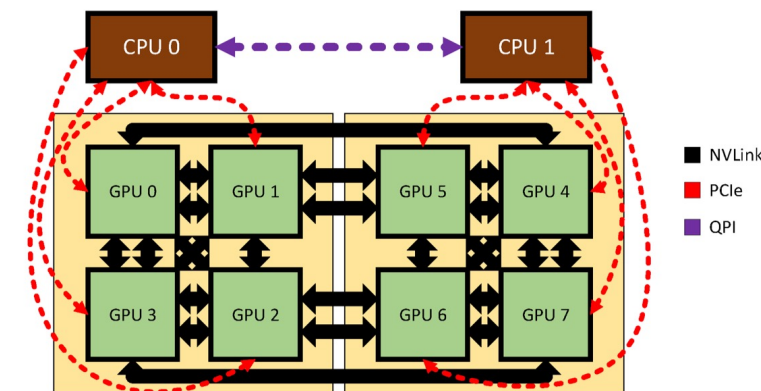 CPU 0
CPU 1
GPU 0
GPU 1
GPU 5
GPU 4
GPU 3
GPU 2
GPU 6
GPU 7
NVLink
PCIe
QPI